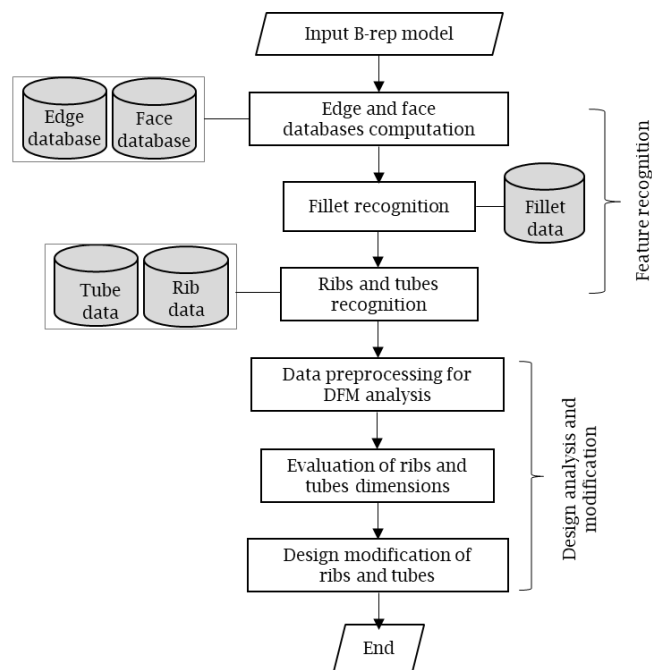 Input B-rep model
Edge
database
Face
database
Edge and face
databases computation
Fillet recognition
Fillet
data
Feature recognition
Tube
data
Rib
data
Ribs and tubes
recognition
Data preprocessing for
DFM analysis
Evaluation of ribs and
tubes dimensions
Design modification of
ribs and tubes
Design analysis and
modification
End